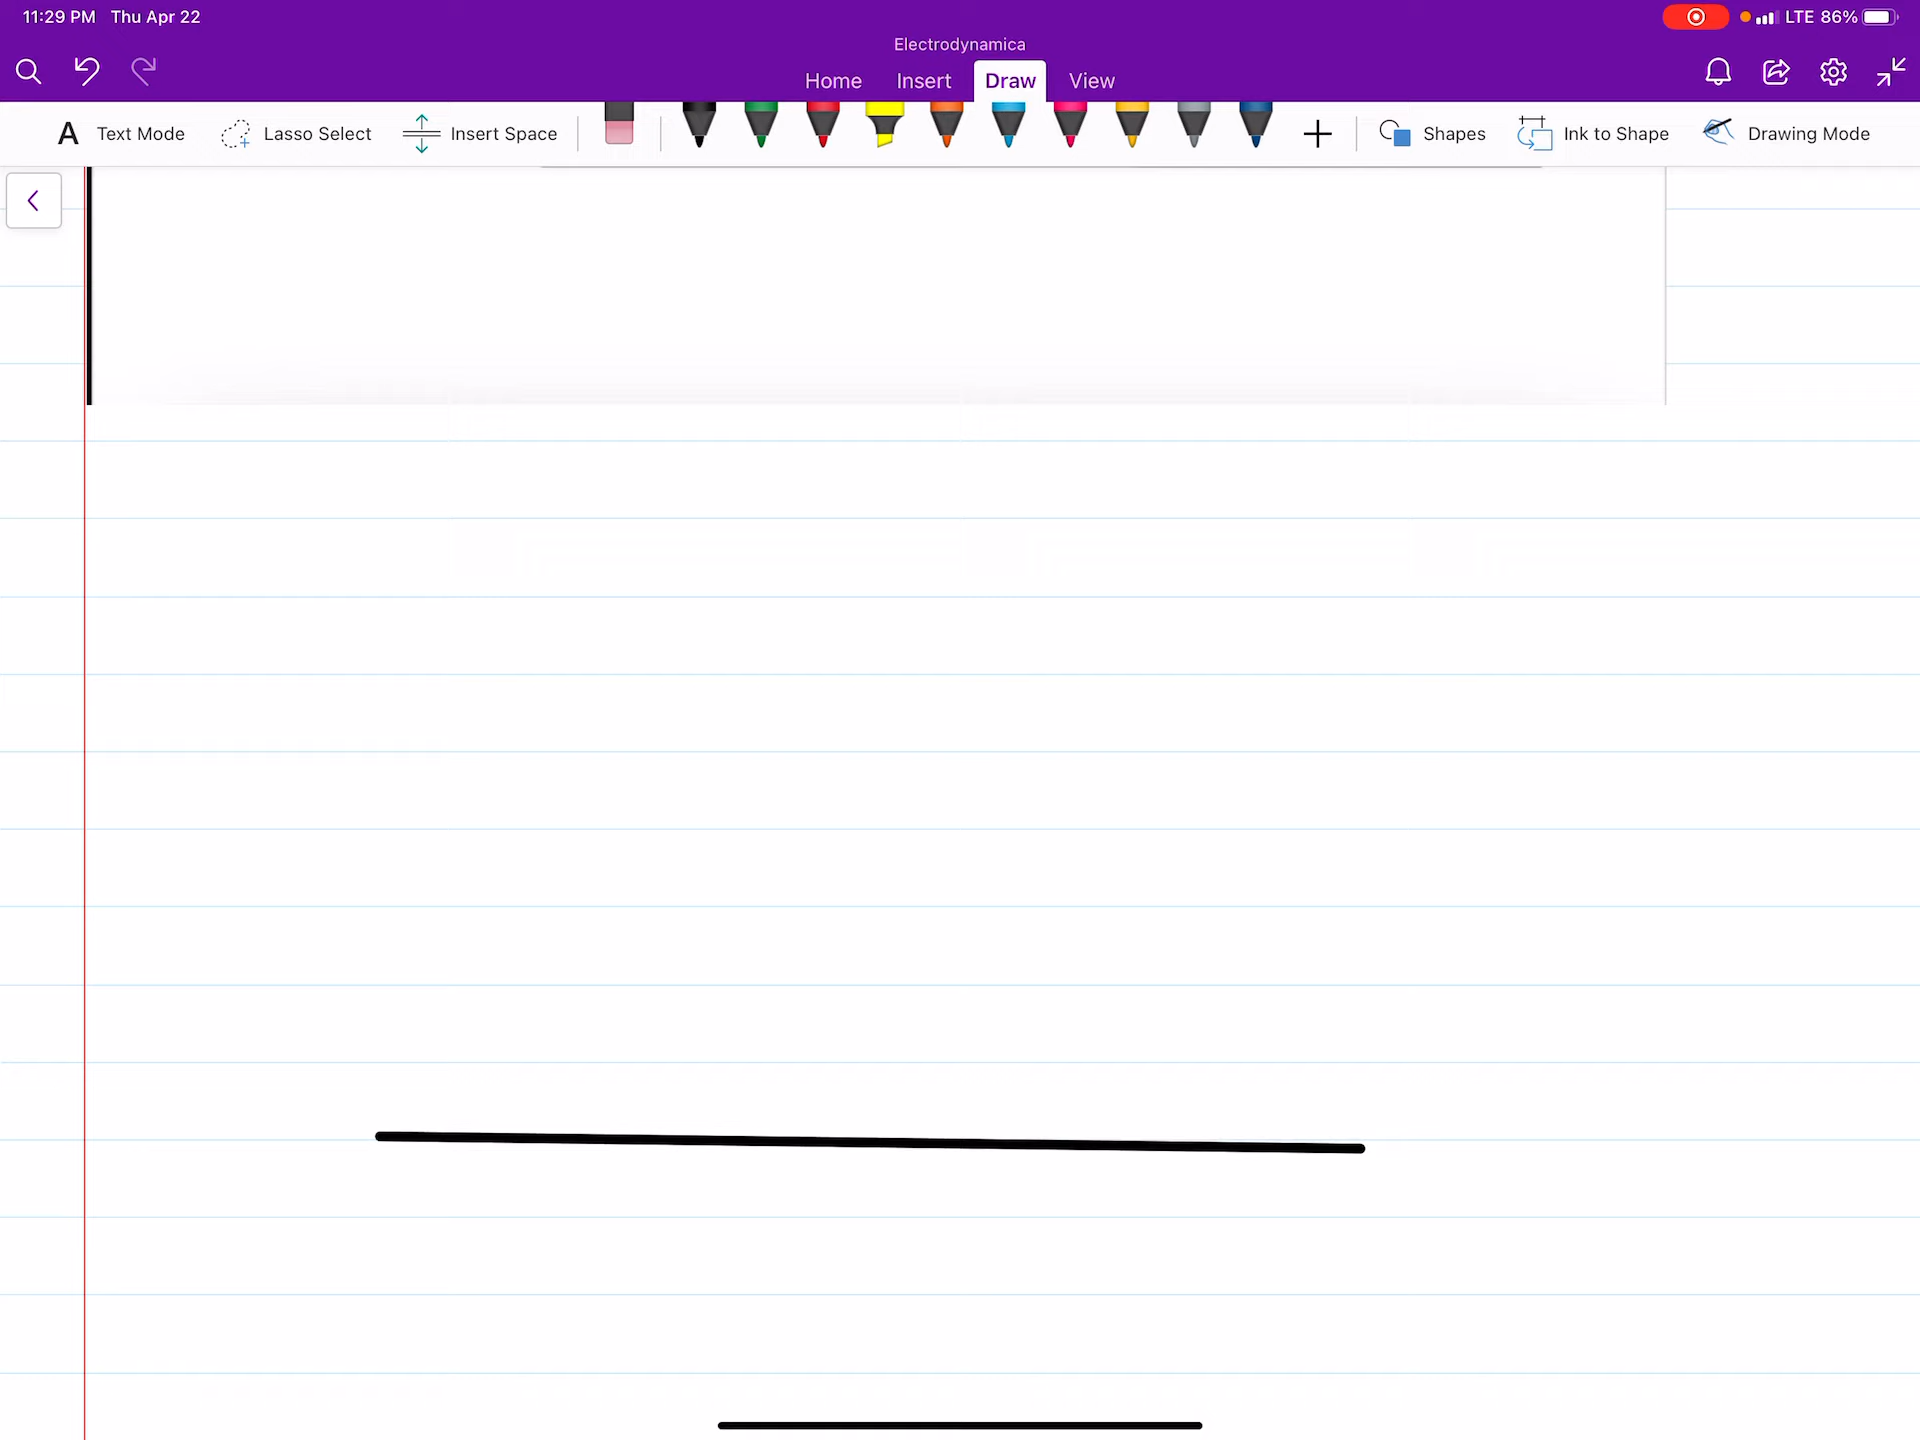 11:29 PM Thu Apr 22
LTE 86%
Electrodynamica
Home Insert Draw View
A Text Mode Lasso Select Insert Space Shapes Ink to Shape Drawing Mode